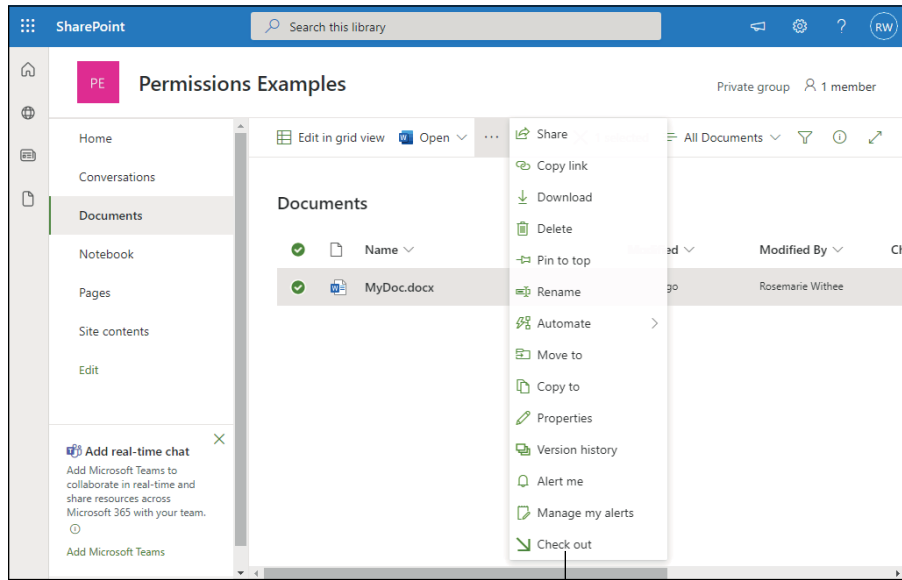 SharePoint
Search this library
?
RW
PE
Permissions Examples
Private group
1 member
Home
Conversations
Documents
Notebook
Pages
Site contents
Edit
Add real-time chat
Add Microsoft Teams to
collaborate in real-time and
share resources across
Microsoft 365 with your team.
Add Microsoft Teams
Edit in grid view
Open
...
All Documents
Documents
Name
Modified By
MyDoc.docx
Rosemarie Withee
Share
Copy link
Download
Delete
Pin to top
Rename
Automate
Move to
Copy to
Properties
Version history
Alert me
Manage my alerts
Check out